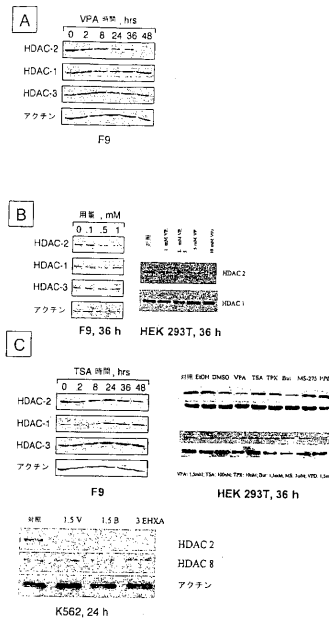 A
VPA 時間 , hrs
0 2 8 24 36 48
HDAC-2
HDAC-1
HDAC-3
アクチン
F9
B
用量 , mM
0 .1 .5 1
HDAC-2
HDAC-1
HDAC-3
アクチン
F9, 36 h
対照
HDAC 2
HDAC 1
HEK 293T, 36 h
C
TSA 時間 , hrs
0 2 8 24 36 48
HDAC-2
HDAC-1
HDAC-3
アクチン
F9
対照 EtOH DMSO VPA TSA TPX But MS-275
HEK 293T, 36 h
対照 1.5 V 1.5 B 3 EHXA
HDAC 2
HDAC 8
アクチン
K562, 24 h